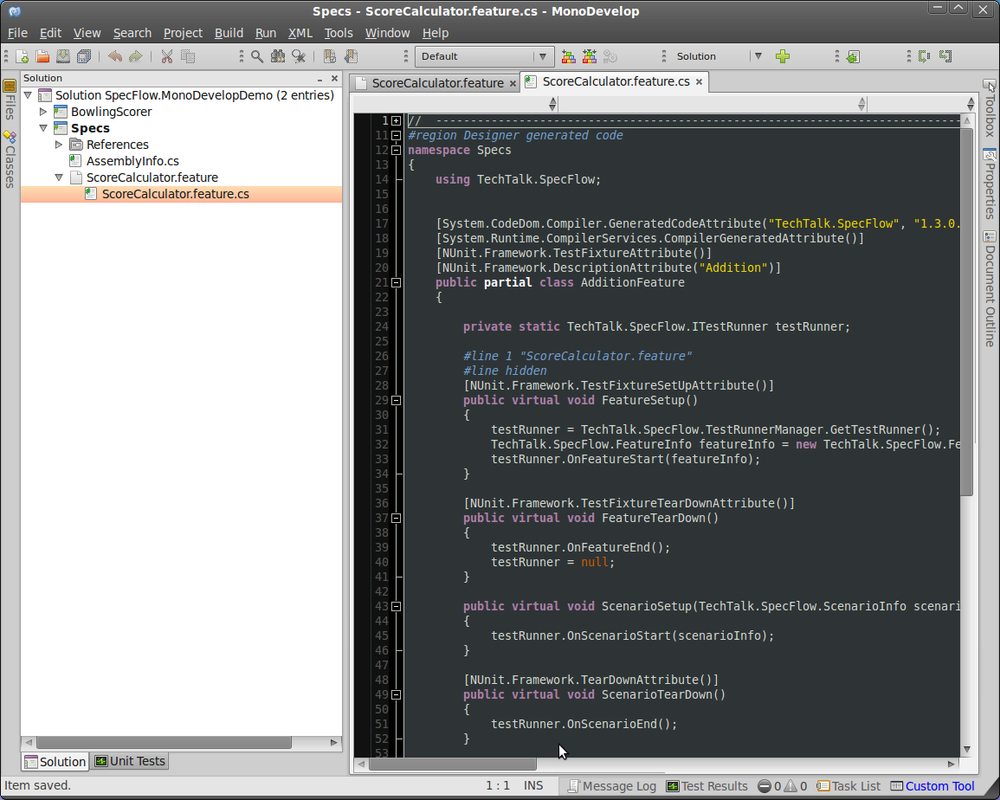 Specs - ScoreCalculator.feature.cs - MonoDevelop
File Edit View Search Project Build Run XML Tools Window Help
Default
Solution
Files
Classes
Solution
Solution SpecFlow.MonoDevelopDemo (2 entries)
BowlingScorer
Specs
References
AssemblyInfo.cs
ScoreCalculator.feature
ScoreCalculator.feature.cs
Solution Unit Tests
ScoreCalculator.feature ScoreCalculator.feature.cs
1 // ------------------------------------------------------------------------------
11 #region Designer generated code
12 namespace Specs
13 {
14 using TechTalk.SpecFlow;
15
16
17 [System.CodeDom.Compiler.GeneratedCodeAttribute("TechTalk.SpecFlow", "1.3.0.
18 [System.Runtime.CompilerServices.CompilerGeneratedAttribute()]
19 [NUnit.Framework.TestFixtureAttribute()]
20 [NUnit.Framework.DescriptionAttribute("Addition")]
21 public partial class AdditionFeature
22 {
23
24 private static TechTalk.SpecFlow.ITestRunner testRunner;
25
26 #line 1 "ScoreCalculator.feature"
27 #line hidden
28 [NUnit.Framework.TestFixtureSetUpAttribute()]
29 public virtual void FeatureSetup()
30 {
31 testRunner = TechTalk.SpecFlow.TestRunnerManager.GetTestRunner();
32 TechTalk.SpecFlow.FeatureInfo featureInfo = new TechTalk.SpecFlow.Fe
33 testRunner.OnFeatureStart(featureInfo);
34 }
35
36 [NUnit.Framework.TestFixtureTearDownAttribute()]
37 public virtual void FeatureTearDown()
38 {
39 testRunner.OnFeatureEnd();
40 testRunner = null;
41 }
42
43 public virtual void ScenarioSetup(TechTalk.SpecFlow.ScenarioInfo scenari
44 {
45 testRunner.OnScenarioStart(scenarioInfo);
46 }
47
48 [NUnit.Framework.TearDownAttribute()]
49 public virtual void ScenarioTearDown()
50 {
51 testRunner.OnScenarioEnd();
52 }
53
Toolbox
Properties
Document Outline
Item saved. 1 : 1 INS Message Log Test Results 0 0 Task List Custom Tool